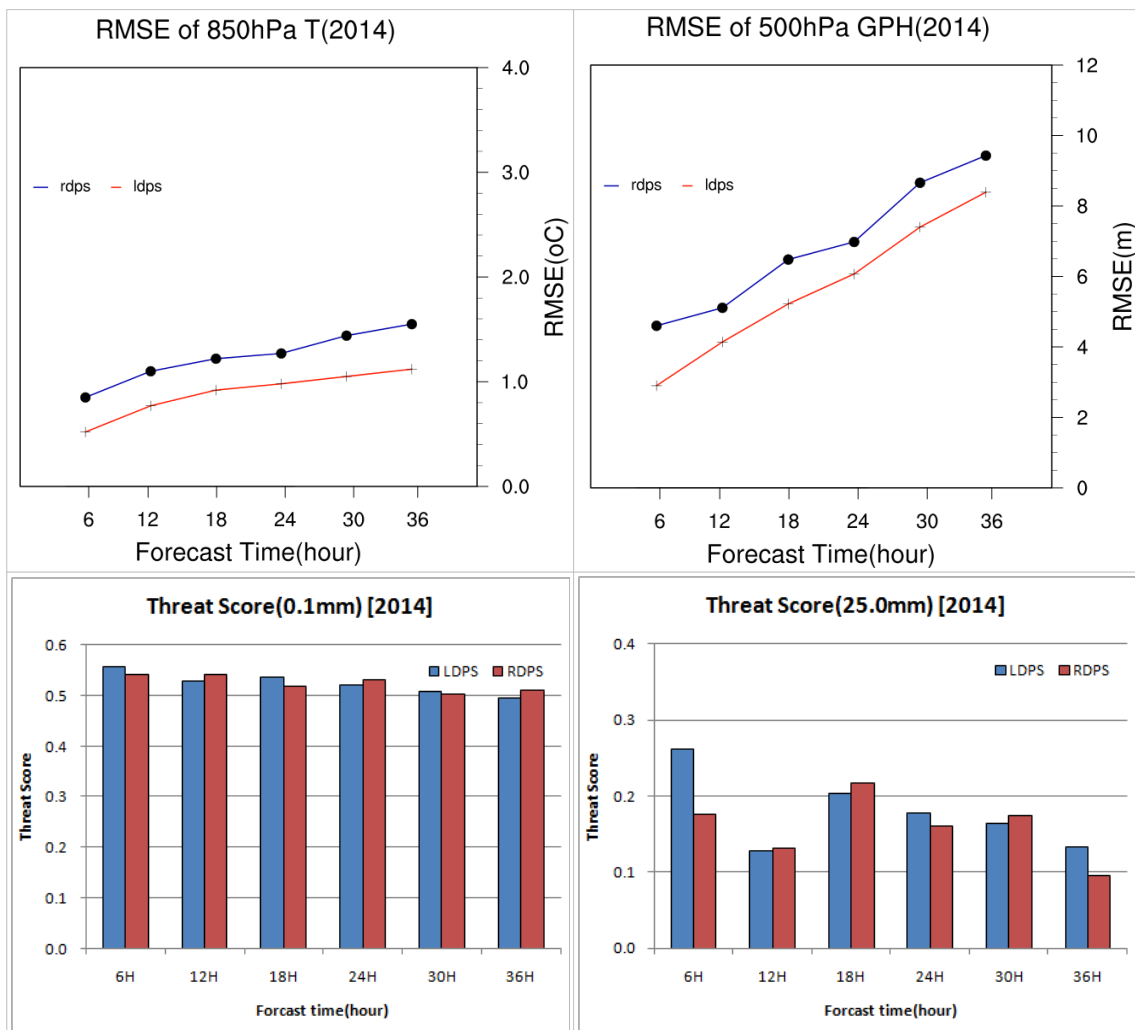 RMSE of 850hPa T(2014)
4.0
3.0
2.0
1.0
0.0
RMSE(oC)
rdps ldps
6 12 18 24 30 36
Forecast Time(hour)
RMSE of 500hPa GPH(2014)
12
10
8
6
4
2
0
RMSE(m)
rdps ldps
6 12 18 24 30 36
Forecast Time(hour)
Threat Score(0.1mm) [2014]
0.6
0.5
0.4
0.3
0.2
0.1
0.0
Threat Score
LDPS RDPS
6H 12H 18H 24H 30H 36H
Forcast time(hour)
Threat Score(25.0mm) [2014]
0.4
0.3
0.2
0.1
0.0
Threat Score
LDPS RDPS
6H 12H 18H 24H 30H 36H
Forcast time(hour)